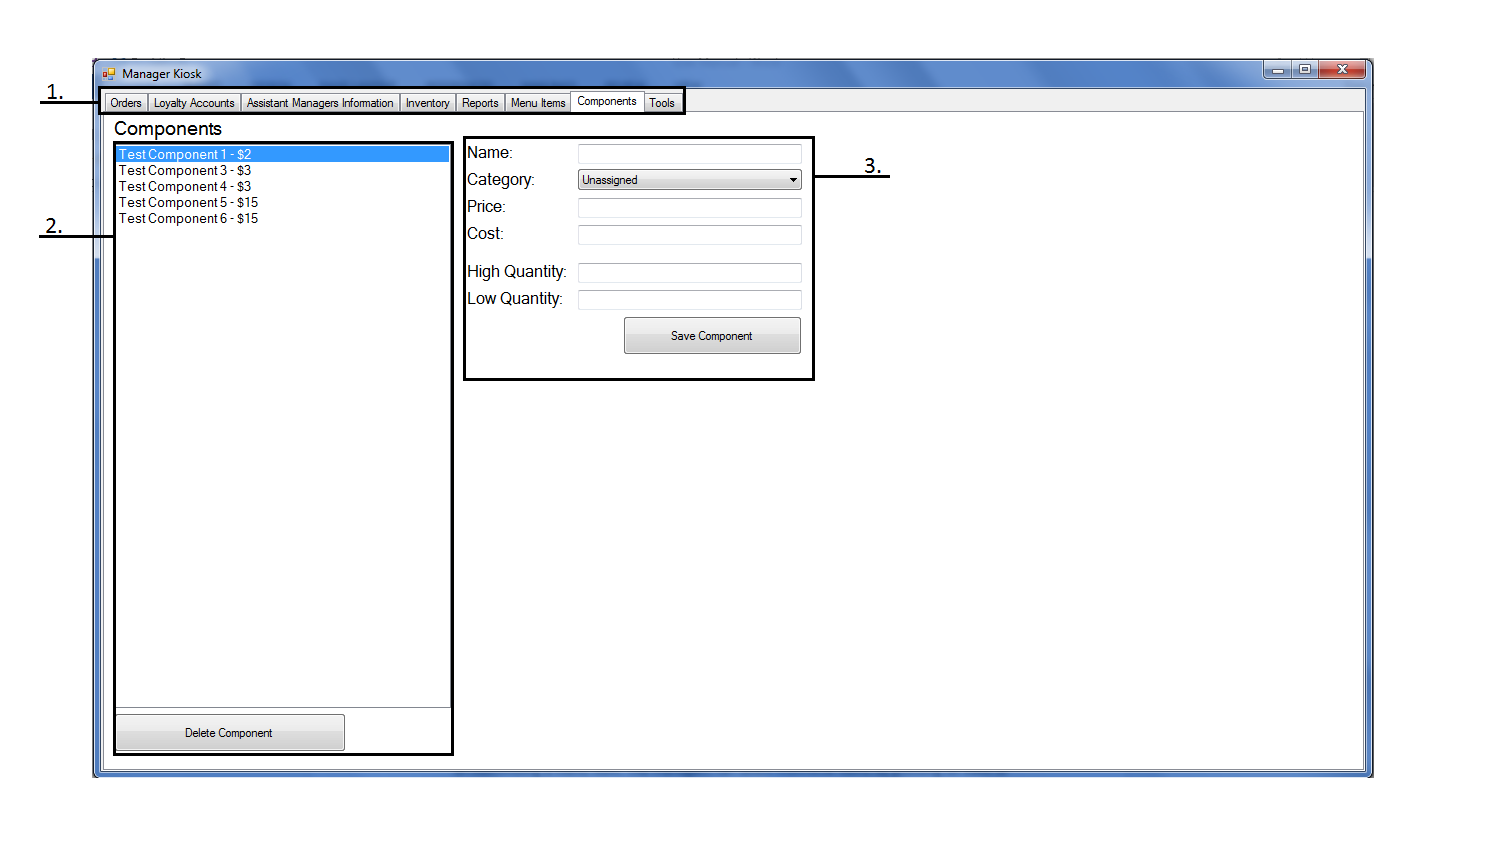 Manager Kiosk
1.
Orders Loyalty Accounts Assistant Managers Information Inventory Reports Menu Items Components Tools
Components
Test Component 1 - $2
Test Component 3 - $3
Test Component 4 - $3
Test Component 5 - $15
Test Component 6 - $15
2.
Delete Component
Name:
Category: Unassigned
Price:
Cost:
High Quantity:
Low Quantity:
Save Component
3.